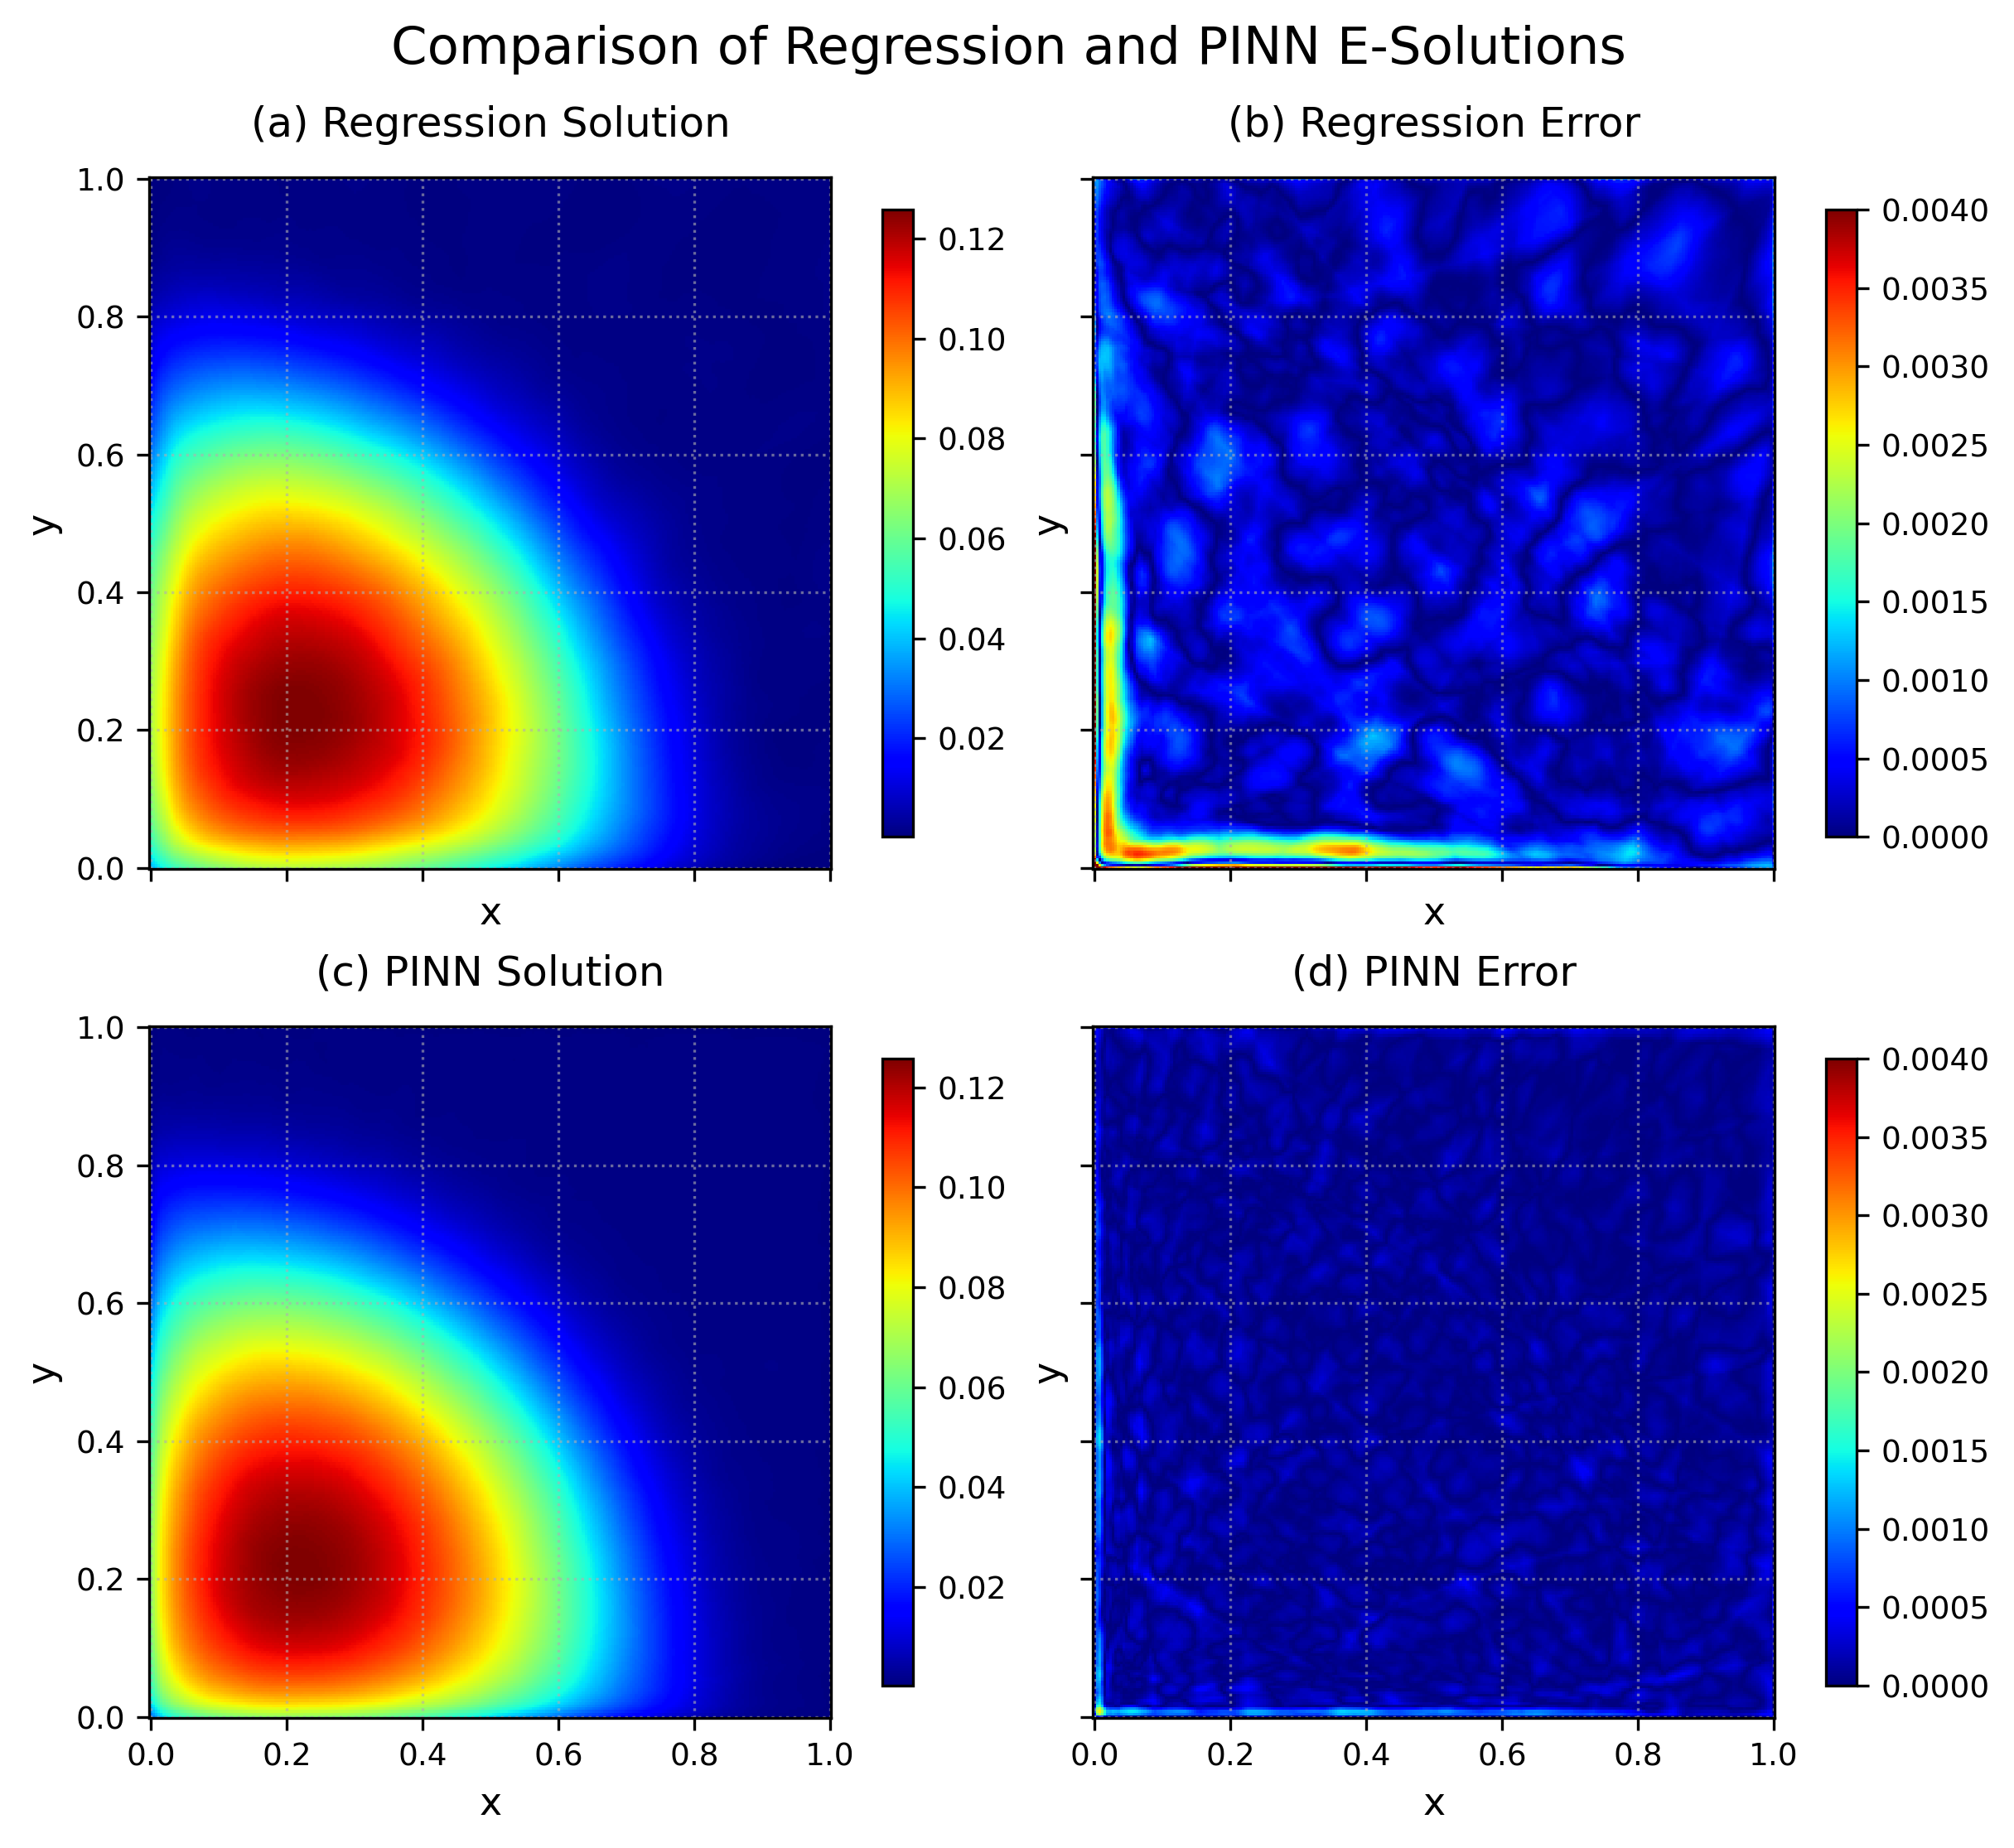 Comparison of Regression and PINN E-Solutions
(a) Regression Solution
(b) Regression Error
1.0
0.8
0.6
0.4
0.2
0.0
y
x
0.12
0.10
0.08
0.06
0.04
0.02
y
x
0.0040
0.0035
0.0030
0.0025
0.0020
0.0015
0.0010
0.0005
0.0000
(c) PINN Solution
(d) PINN Error
1.0
0.8
0.6
0.4
0.2
0.0
y
0.0 0.2 0.4 0.6 0.8 1.0
x
0.12
0.10
0.08
0.06
0.04
0.02
y
0.0 0.2 0.4 0.6 0.8 1.0
x
0.0040
0.0035
0.0030
0.0025
0.0020
0.0015
0.0010
0.0005
0.0000